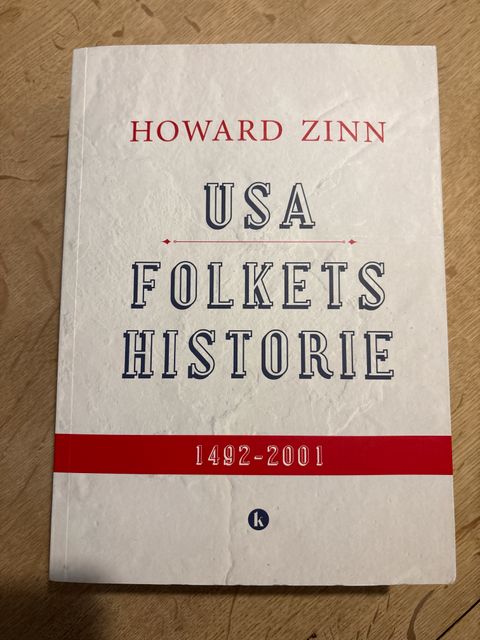 HOWARD ZINN
USA
FOLKETS
HISTORIE
1492-2001
k